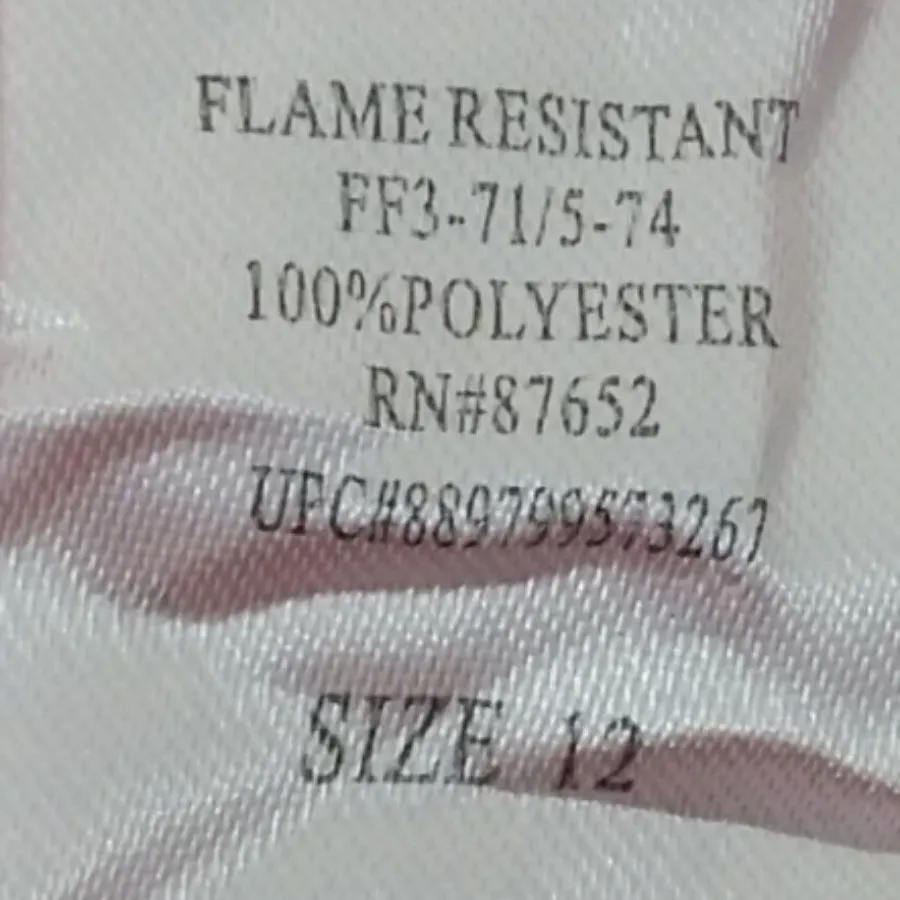 FLAME RESISTANT
FF3-71/5-74
100%POLYESTER
RN#87652
UPC#889799573267
SIZE 12